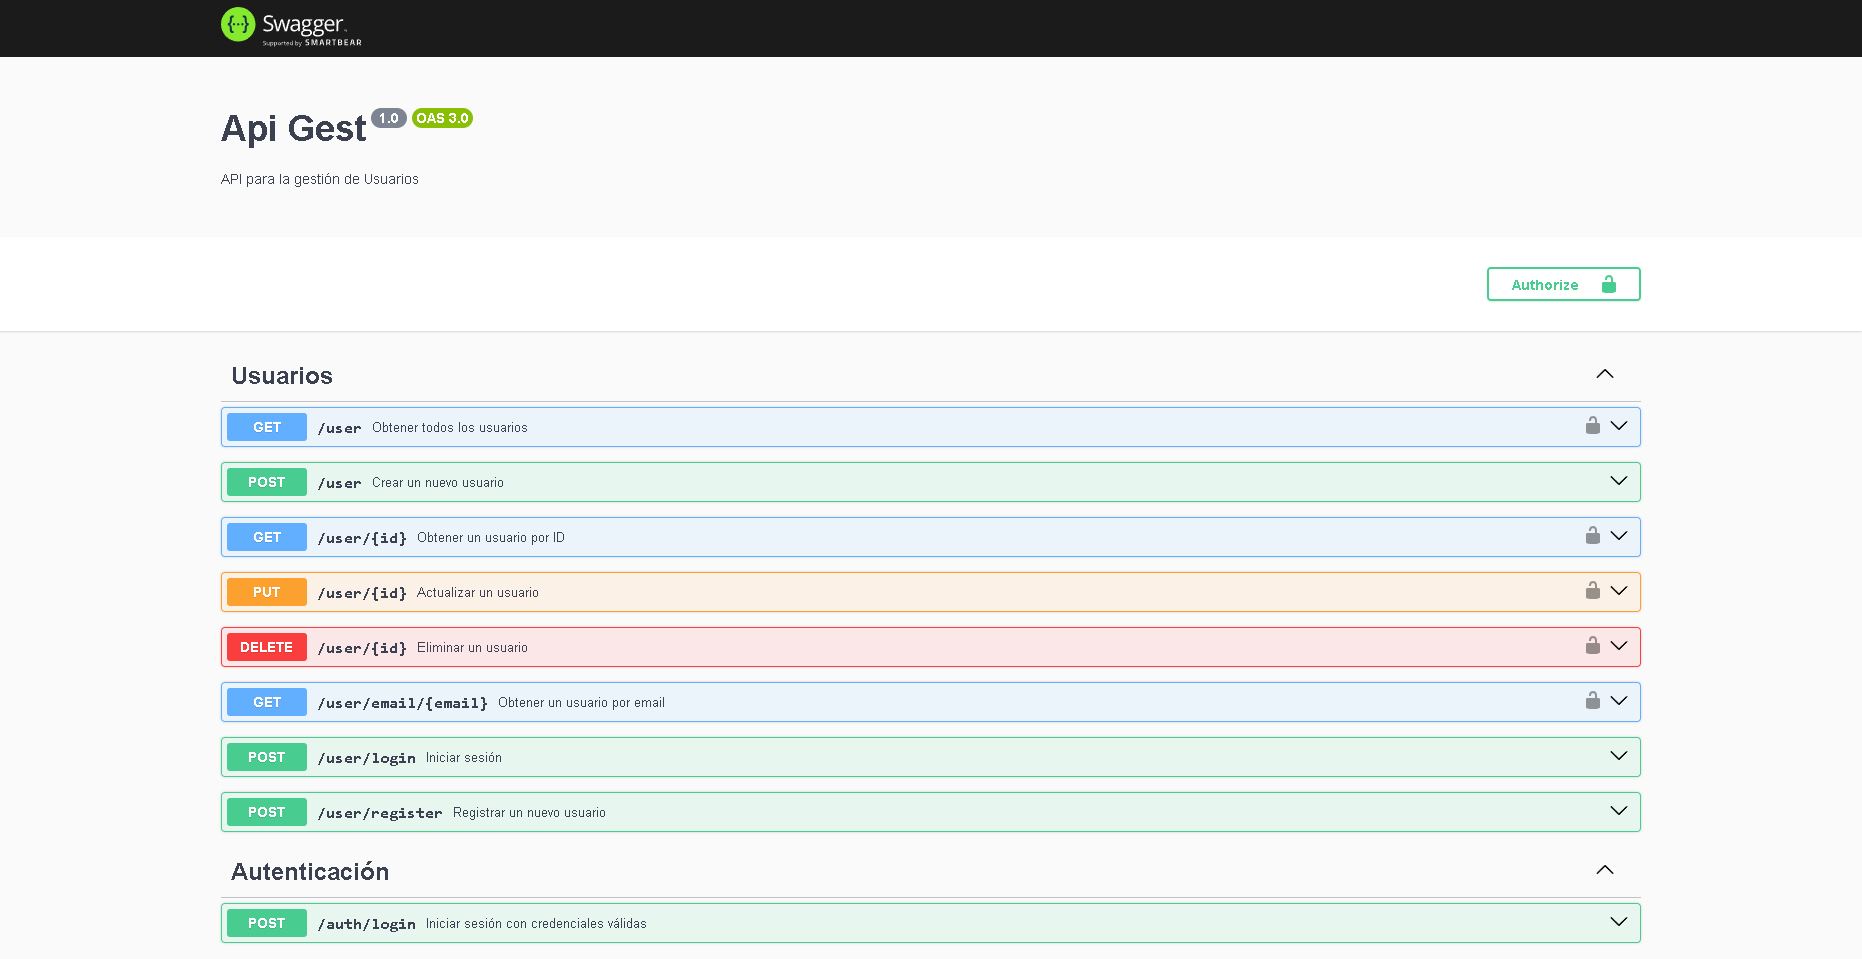 Swagger
Supported by SMARTBEAR
Api Gest 1.0 OAS 3.0
API para la gestión de Usuarios
Authorize
Usuarios
GET /user Obtener todos los usuarios
POST /user Crear un nuevo usuario
GET /user/{id} Obtener un usuario por ID
PUT /user/{id} Actualizar un usuario
DELETE /user/{id} Eliminar un usuario
GET /user/email/{email} Obtener un usuario por email
POST /user/login Iniciar sesión
POST /user/register Registrar un nuevo usuario
Autenticación
POST /auth/login Iniciar sesión con credenciales válidas